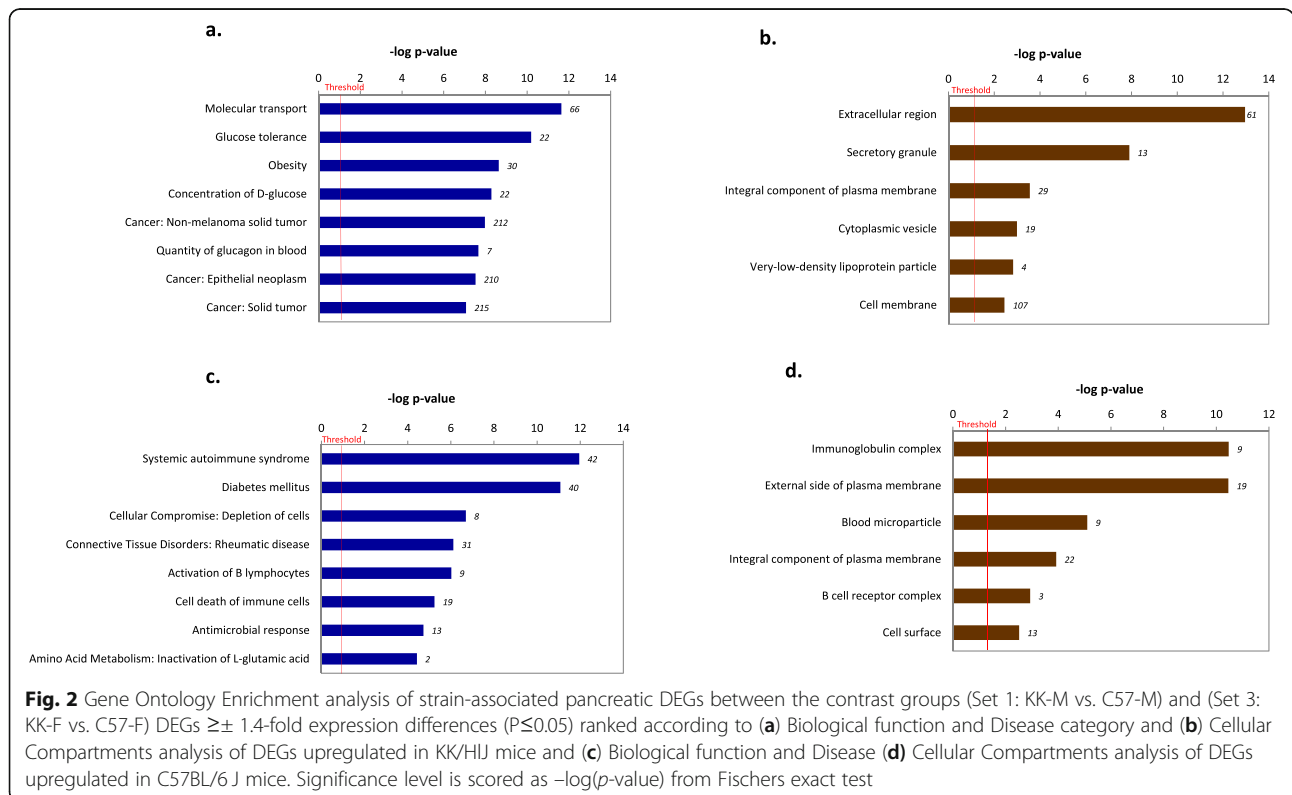 a.
-log p-value
0 2 4 6 8 10 12 14
Threshold
Molecular transport 66
Glucose tolerance 22
Obesity 30
Concentration of D-glucose 22
Cancer: Non-melanoma solid tumor 212
Quantity of glucagon in blood 7
Cancer: Epithelial neoplasm 210
Cancer: Solid tumor 215
b.
-log p-value
0 2 4 6 8 10 12 14
Threshold
Extracellular region 61
Secretory granule 13
Integral component of plasma membrane 29
Cytoplasmic vesicle 19
Very-low-density lipoprotein particle 4
Cell membrane 107
c.
-log p-value
0 2 4 6 8 10 12 14
Threshold
Systemic autoimmune syndrome 42
Diabetes mellitus 40
Cellular Compromise: Depletion of cells 8
Connective Tissue Disorders: Rheumatic disease 31
Activation of B lymphocytes 9
Cell death of immune cells 19
Antimicrobial response 13
Amino Acid Metabolism: Inactivation of L-glutamic acid 2
d.
-log p-value
0 2 4 6 8 10 12
Threshold
Immunoglobulin complex 9
External side of plasma membrane 19
Blood microparticle 9
Integral component of plasma membrane 22
B cell receptor complex 3
Cell surface 13
Fig. 2 Gene Ontology Enrichment analysis of strain-associated pancreatic DEGs between the contrast groups (Set 1: KK-M vs. C57-M) and (Set 3:
KK-F vs. C57-F) DEGs ≥± 1.4-fold expression differences (P≤0.05) ranked according to (a) Biological function and Disease category and (b) Cellular
Compartments analysis of DEGs upregulated in KK/HIJ mice and (c) Biological function and Disease (d) Cellular Compartments analysis of DEGs
upregulated in C57BL/6 J mice. Significance level is scored as –log(p-value) from Fischers exact test